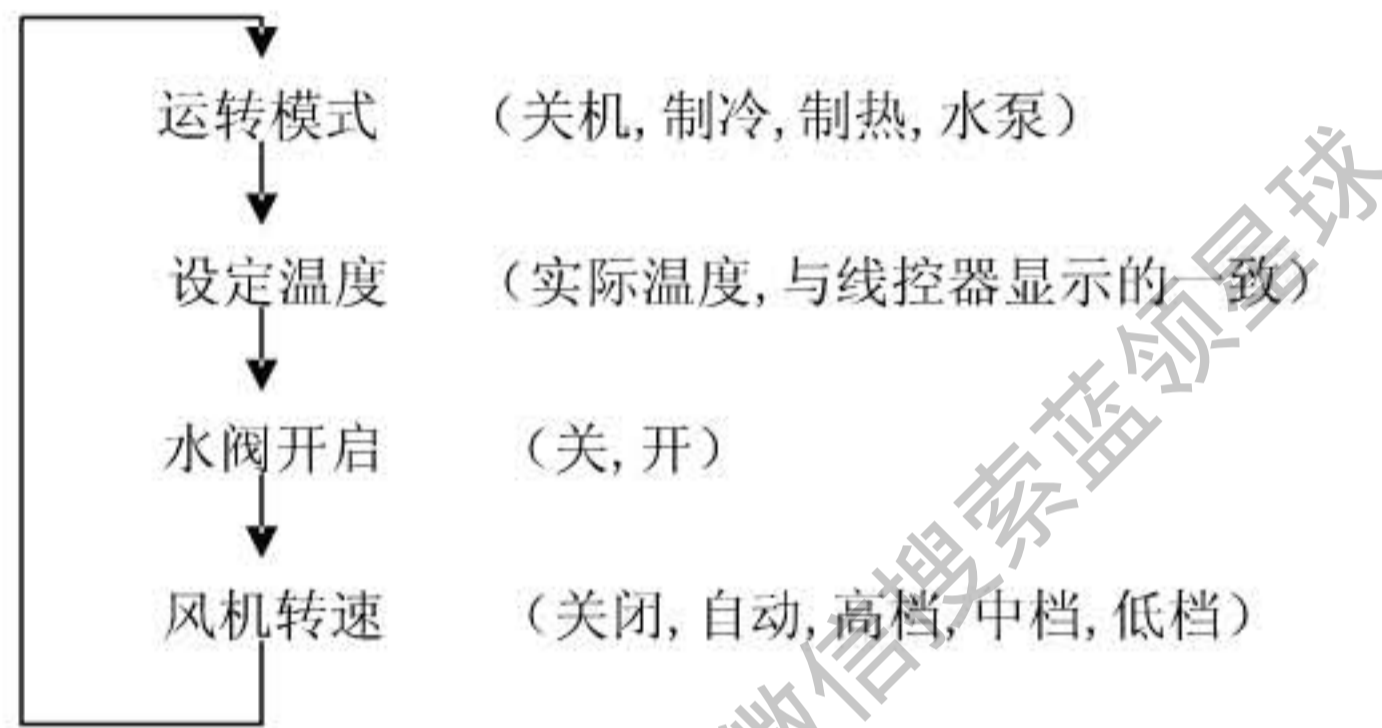 运转模式 （关机,制冷,制热,水泵）
设定温度 （实际温度,与线控器显示的一致）
水阀开启 （关,开）
风机转速 （关闭,自动,高档,中档,低档）
微信搜索蓝领星球